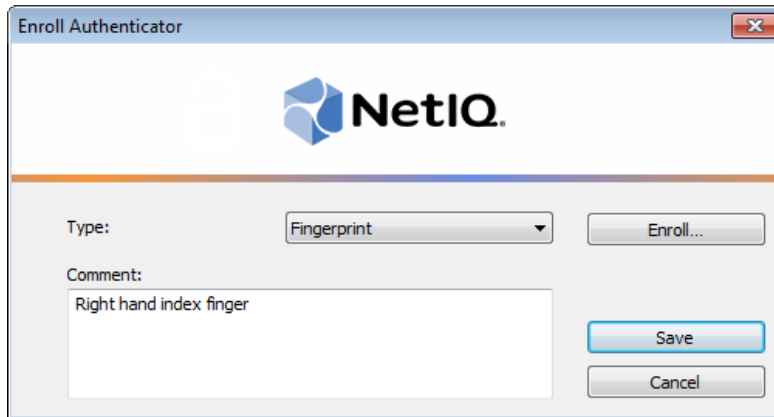 Enroll Authenticator
NetIQ.
Type:
Fingerprint
Enroll...
Comment:
Right hand index finger
Save
Cancel